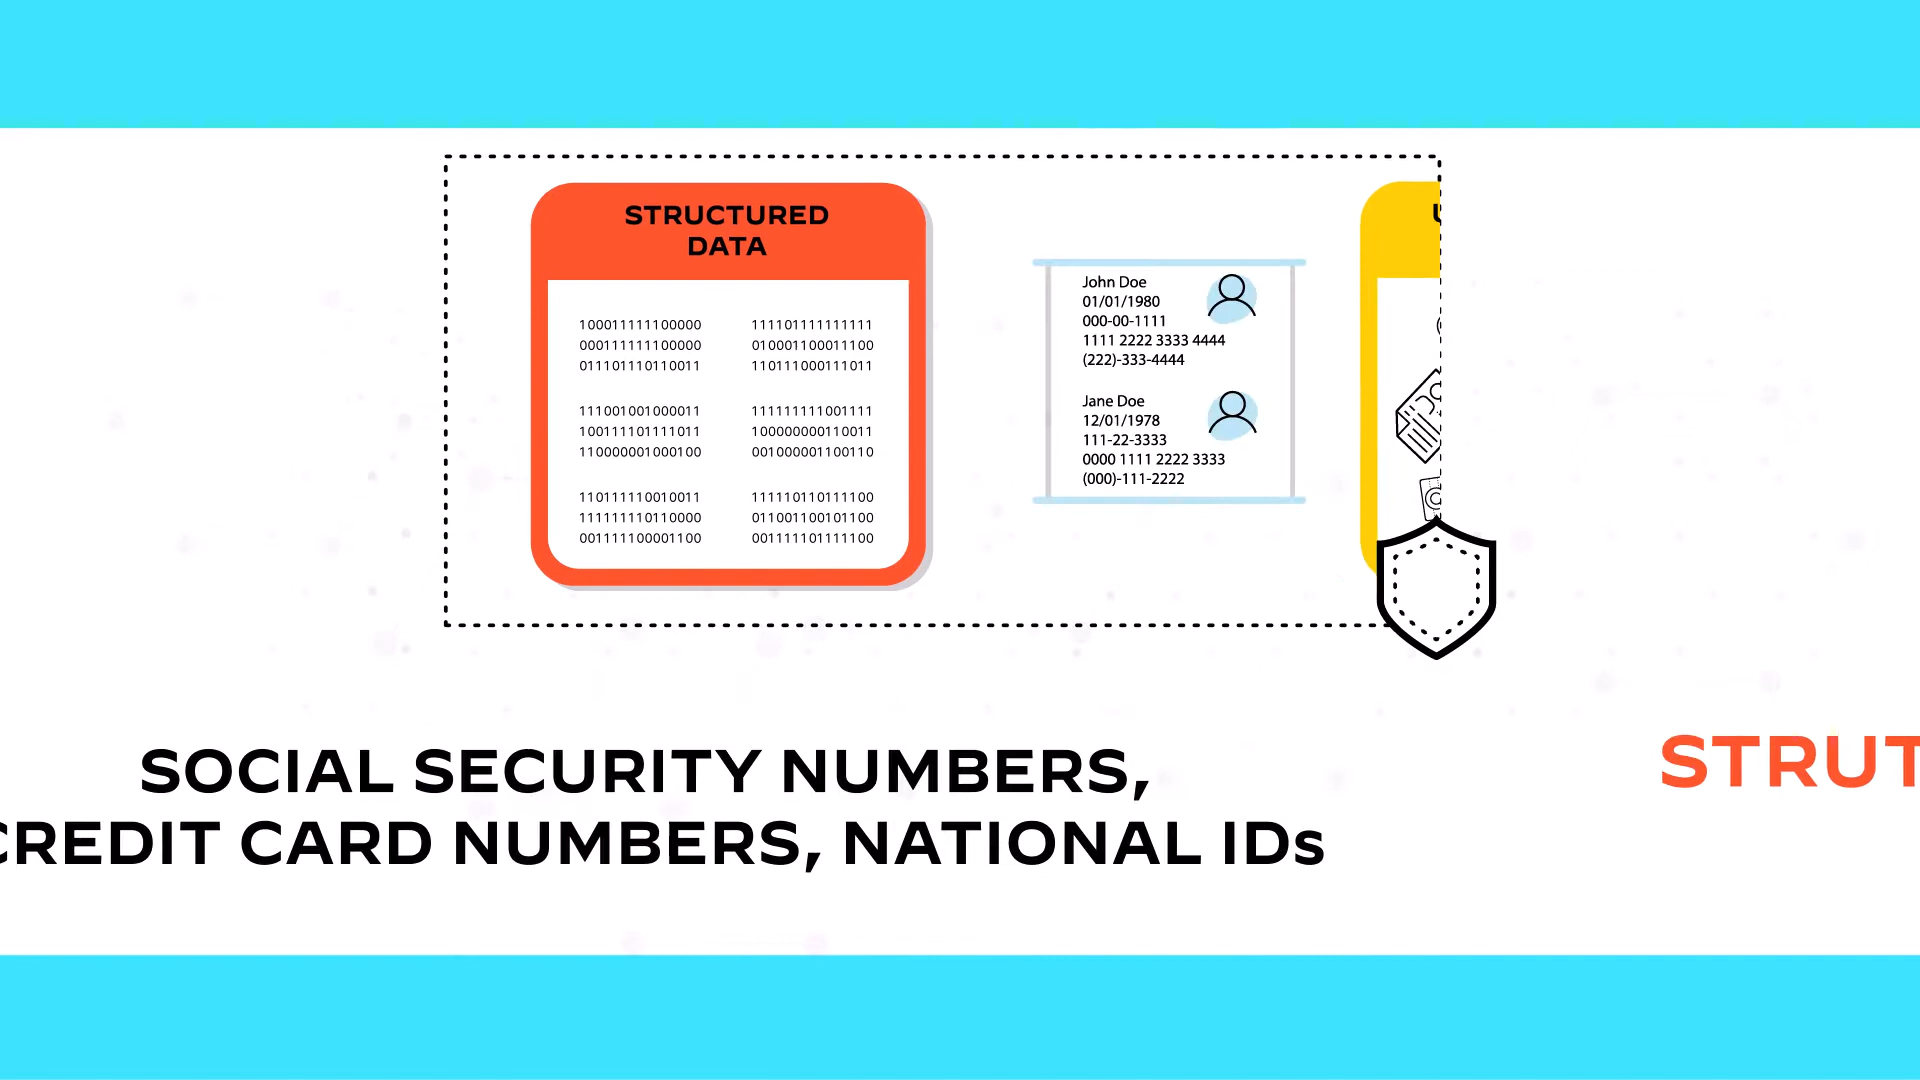 STRUCTURED
DATA
100011111100000
000111111100000
011101110110011
111101111111111
010001100011100
110111000111011
111001001000011
100111101111011
110000001000100
111111111001111
100000000110011
001000001100110
110111110010011
111111110110000
001111100001100
111110110111100
011001100101100
001111101111100
John Doe
01/01/1980
000-00-1111
1111 2222 3333 4444
(222)-333-4444
Jane Doe
12/01/1978
111-22-3333
0000 1111 2222 3333
(000)-111-2222
SOCIAL SECURITY NUMBERS,
CREDIT CARD NUMBERS, NATIONAL IDs
STRUT